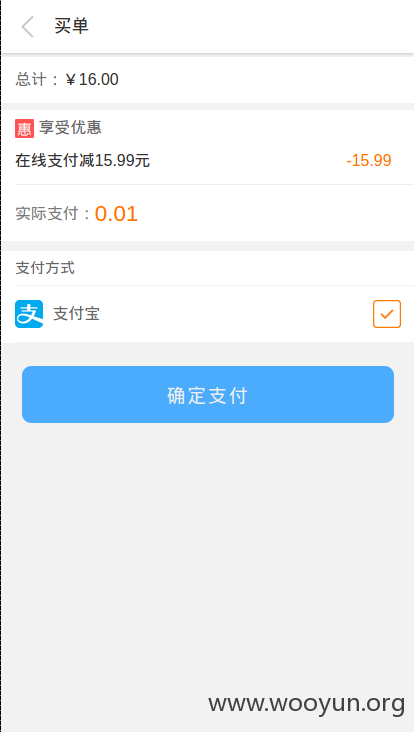 买单
总计：￥16.00
惠 享受优惠
在线支付减15.99元 -15.99
实际支付：0.01
支付方式
支 支付宝
确定支付
www.wooyun.org